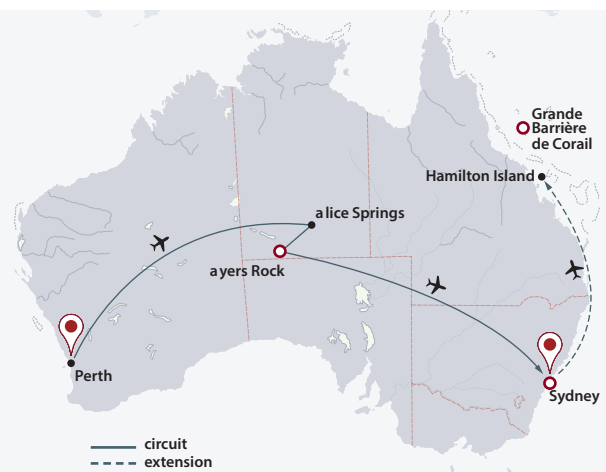 Grande
Barrière
de Corail
Hamilton Island
alice Springs
ayers Rock
Perth
Sydney
circuit
extension